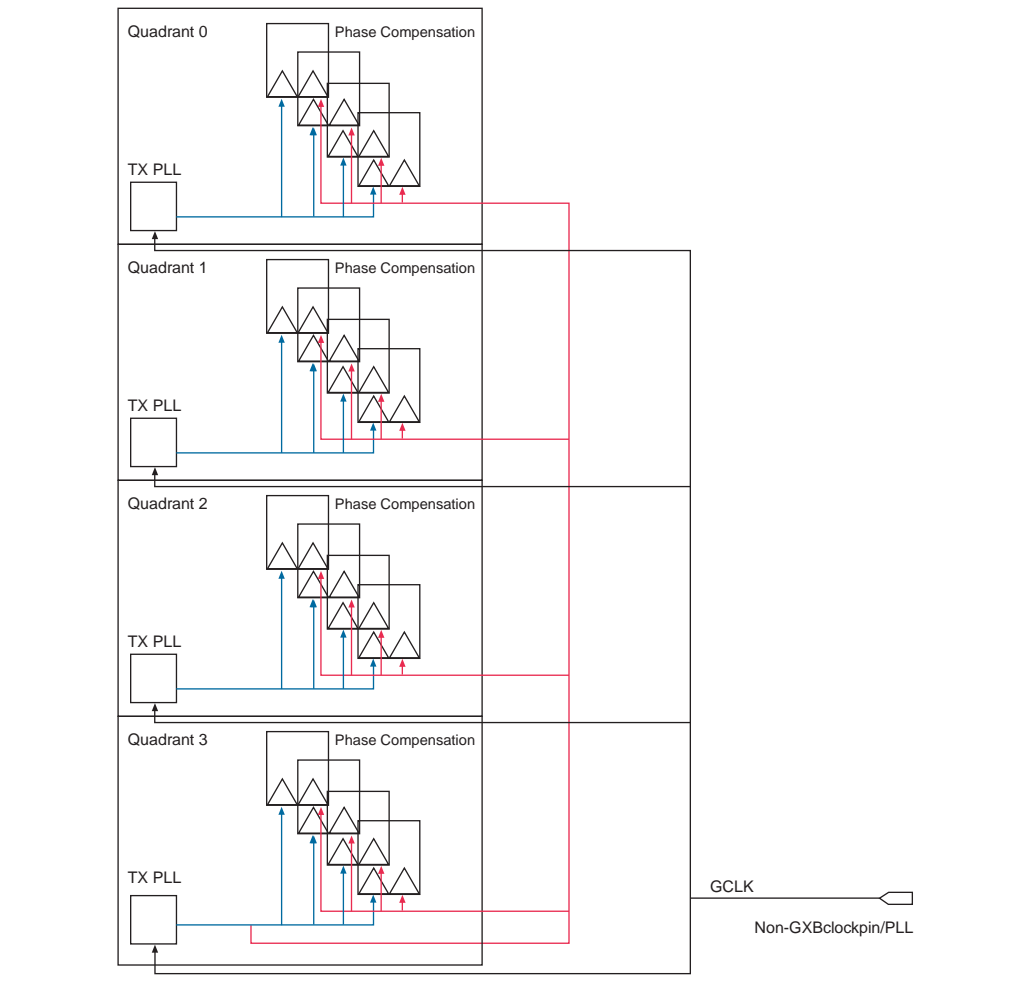 Quadrant 0
Phase Compensation
TX PLL
Quadrant 1
Phase Compensation
TX PLL
Quadrant 2
Phase Compensation
TX PLL
Quadrant 3
Phase Compensation
TX PLL
GCLK
Non-GXBclockpin/PLL